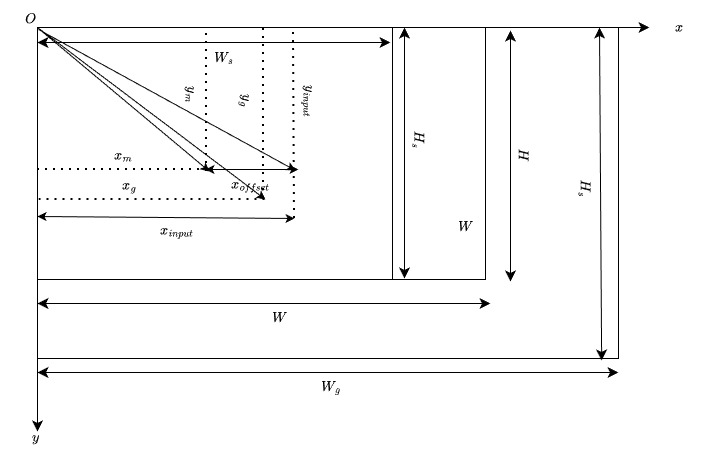 O
x
W_s
y_m
y_g
y_input
H_s
H
H_s
x_m
x_g
x_offset
x_input
W
W
W_g
y